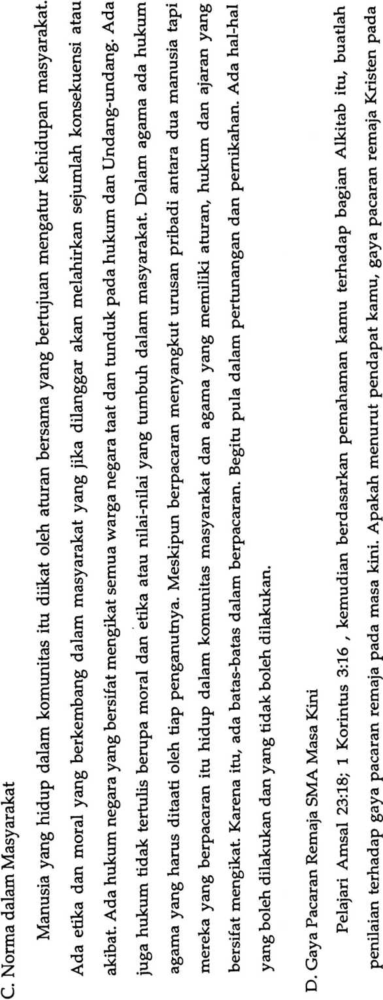 C. Norma dalam Masyarakat
Manusia yang hidup dalam komunitas itu diikat oleh aturan bersama yang bertujuan mengatur kehidupan masyarakat.
Ada etika dan moral yang berkembang dalam masyarakat yang jika dilanggar akan melahirkan sejumlah konsekuensi atau
akibat. Ada hukum negara yang bersifat mengikat semua warga negara taat dan tunduk pada hukum dan Undang-undang. Ada
juga hukum tidak tertulis berupa moral dan etika atau nilai-nilai yang tumbuh dalam masyarakat. Dalam agama ada hukum
agama yang harus ditaati oleh tiap penganutnya. Meskipun berpacaran menyangkut urusan pribadi antara dua manusia tapi
mereka yang berpacaran itu hidup dalam komunitas masyarakat dan agama yang memiliki aturan, hukum dan ajaran yang
bersifat mengikat. Karena itu, ada batas-batas dalam berpacaran. Begitu pula dalam pertunangan dan pernikahan. Ada hal-hal
yang boleh dilakukan dan yang tidak boleh dilakukan.
D. Gaya Pacaran Remaja SMA Masa Kini
Pelajari Amsal 23:18; 1 Korintus 3:16 , kemudian berdasarkan pemahaman kamu terhadap bagian Alkitab itu, buatlah
penilaian terhadap gaya pacaran remaja pada masa kini. Apakah menurut pendapat kamu, gaya pacaran remaja Kristen pada